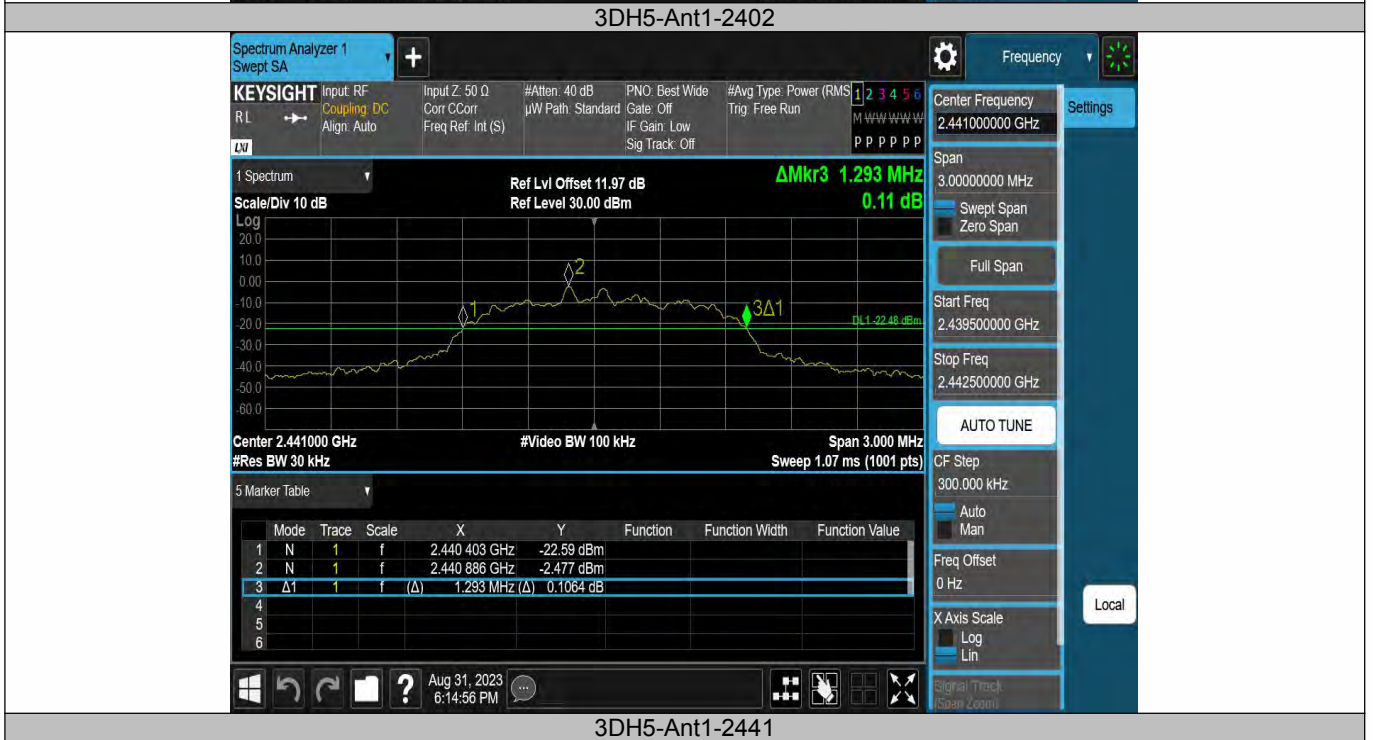 3DH5-Ant1-2402
Spectrum Analyzer 1
Swept SA
+
Frequency
KEYSIGHT
RL
LXI
Input: RF
Coupling: DC
Align: Auto
Input Z: 50 Ω
Corr CCorr
Freq Ref: Int (S)
#Atten: 40 dB
µW Path: Standard
PNO: Best Wide
Gate: Off
IF Gain: Low
Sig Track: Off
#Avg Type: Power (RMS
Trig: Free Run
1 2 3 4 5 6
M W W W W W
P P P P P P
Center Frequency
2.441000000 GHz
Settings
Span
3.00000000 MHz
Swept Span
Zero Span
Full Span
Start Freq
2.439500000 GHz
Stop Freq
2.442500000 GHz
AUTO TUNE
CF Step
300.000 kHz
Auto
Man
Freq Offset
0 Hz
X Axis Scale
Log
Lin
Signal Track
(Span Zoom)
Local
1 Spectrum
Ref Lvl Offset 11.97 dB
ΔMkr3 1.293 MHz
Scale/Div 10 dB
Ref Level 30.00 dBm
0.11 dB
Log
20.0
10.0
0.00
-10.0
-20.0
-30.0
-40.0
-50.0
-60.0
1
2
3Δ1
DL1 -22.48 dBm
Center 2.441000 GHz
#Video BW 100 kHz
Span 3.000 MHz
#Res BW 30 kHz
Sweep 1.07 ms (1001 pts)
5 Marker Table
Mode Trace Scale X Y Function Function Width Function Value
1 N 1 f 2.440 403 GHz -22.59 dBm
2 N 1 f 2.440 886 GHz -2.477 dBm
3 Δ1 1 f (Δ) 1.293 MHz (Δ) 0.1064 dB
4
5
6
?
Aug 31, 2023
6:14:56 PM
3DH5-Ant1-2441